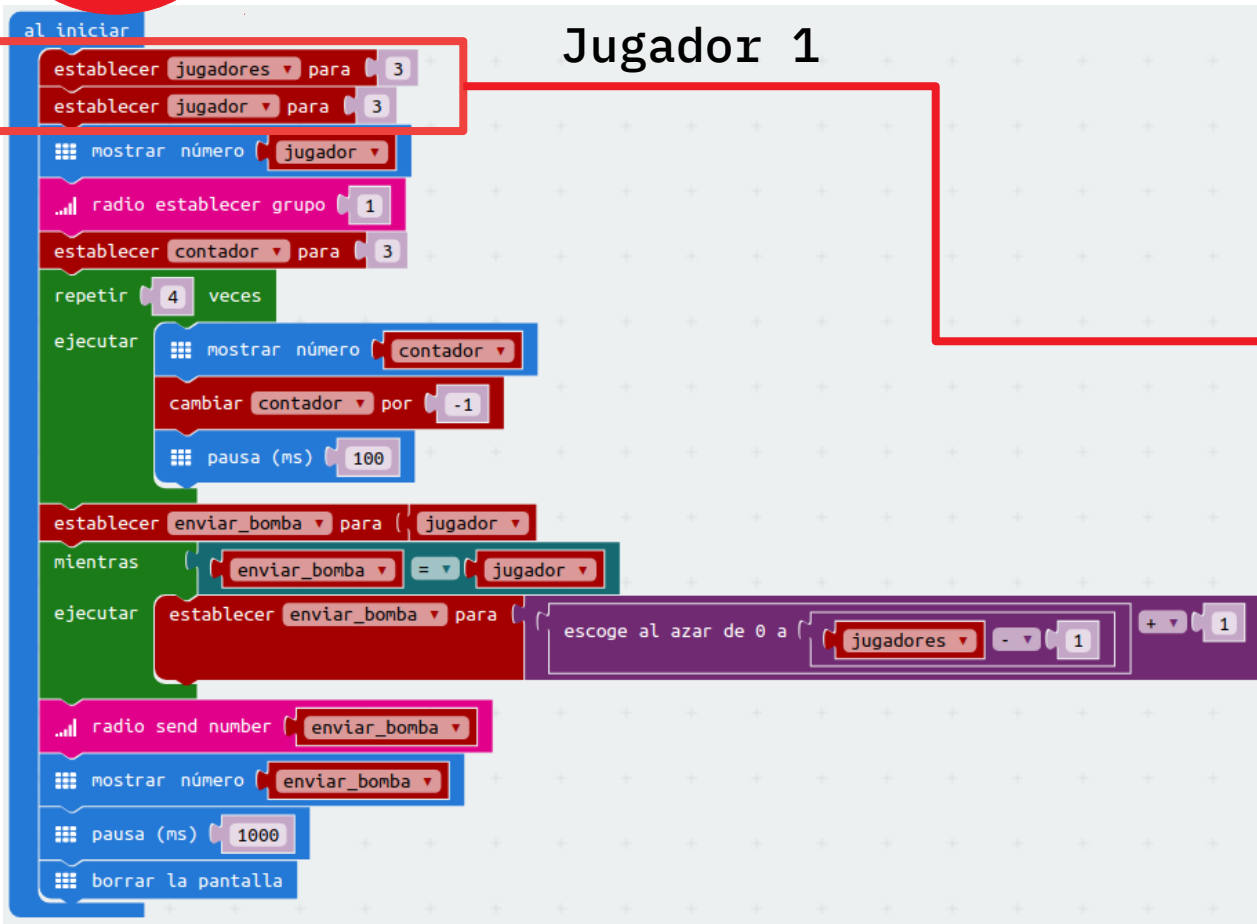 al iniciar
Jugador 1
establecer jugadores para 3
establecer jugador para 3
mostrar número jugador
radio establecer grupo 1
establecer contador para 3
repetir 4 veces
ejecutar
mostrar número contador
cambiar contador por -1
pausa (ms) 100
establecer enviar_bomba para jugador
mientras enviar_bomba = jugador
ejecutar establecer enviar_bomba para escoge al azar de 0 a jugadores - 1 + 1
radio send number enviar_bomba
mostrar número enviar_bomba
pausa (ms) 1000
borrar la pantalla